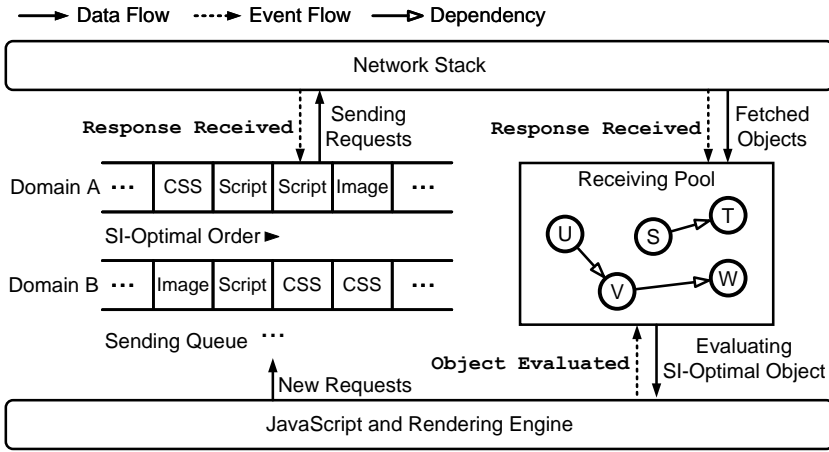 Data Flow Event Flow Dependency
Network Stack
Response Received
Sending
Requests
Response Received
Fetched
Objects
Domain A ··· CSS Script Script Image ···
SI-Optimal Order
Domain B ··· Image Script CSS CSS ···
Sending Queue ···
New Requests
Receiving Pool
U
S
T
V
W
Object Evaluated
Evaluating
SI-Optimal Object
JavaScript and Rendering Engine